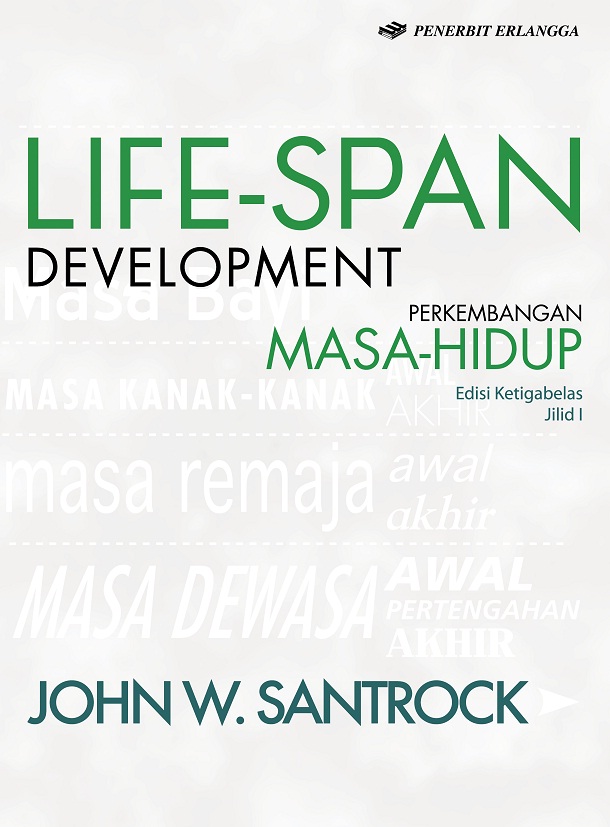 PENERBIT ERLANGGA
LIFE-SPAN
DEVELOPMENT
Masa Bayi
PERKEMBANGAN
MASA-HIDUP
Edisi Ketigabelas
Jilid I
MASA KANAK-KANAK
AWAL
AKHIR
masa remaja
awal
akhir
MASA DEWASA
AWAL
PERTENGAHAN
AKHIR
JOHN W. SANTROCK